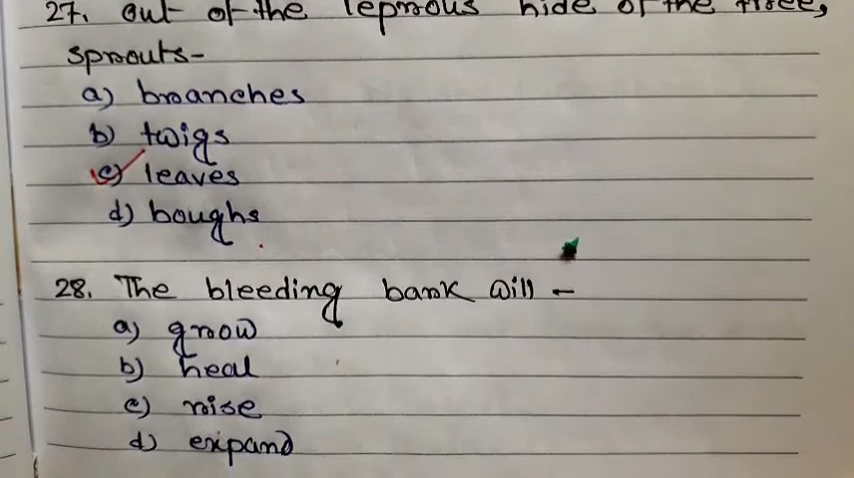 27. Out of the leprous hide of the tree,
sprouts-
a) branches
b) twigs
c) leaves
d) boughs
28. The bleeding bark will -
a) grow
b) heal
c) rise
d) expand